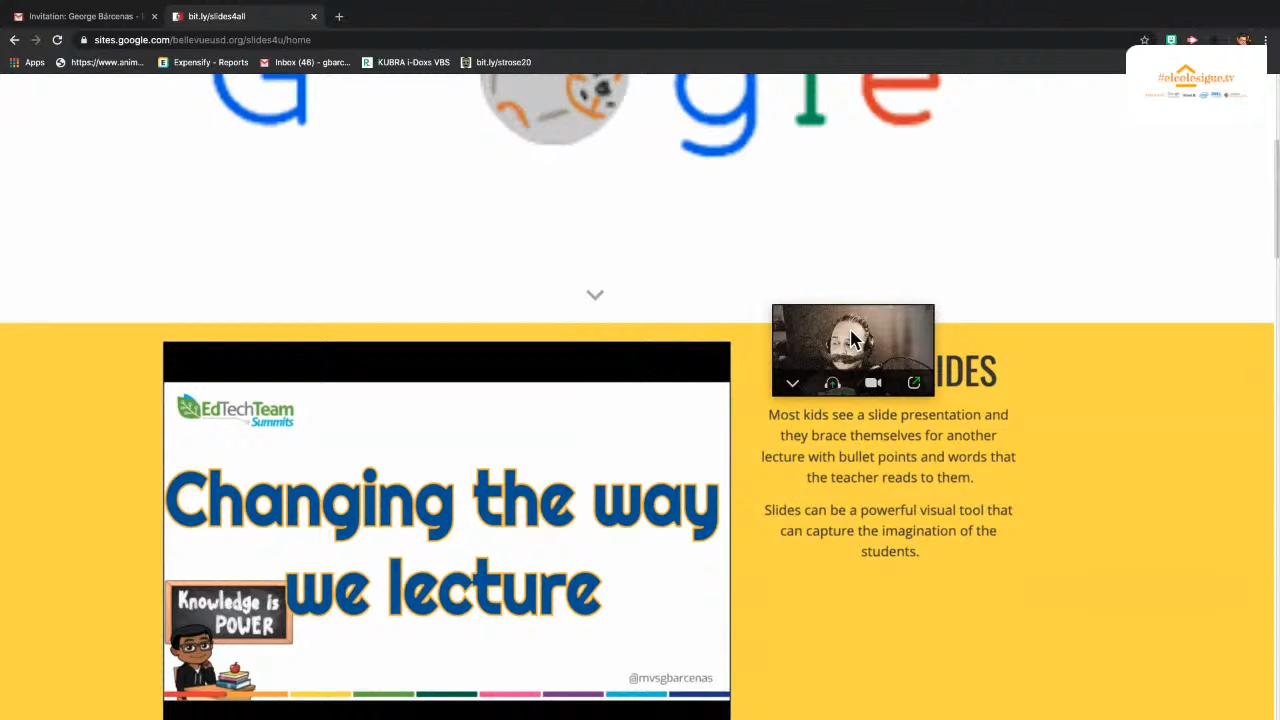 Invitation: George Bárcenas -
bit.ly/slides4all
sites.google.com/bellevueusd.org/slides4u/home
Apps
https://www.anim...
Expensify - Reports
Inbox (46) - gbarc...
KUBRA i-Doxs VBS
bit.ly/strose20
#elcolesigue.tv
G gle
IDES
Most kids see a slide presentation and
they brace themselves for another
lecture with bullet points and words that
the teacher reads to them.
Slides can be a powerful visual tool that
can capture the imagination of the
students.
EdTechTeam
Summits
Changing the way
we lecture
Knowledge is
POWER
@mvsgbarcenas